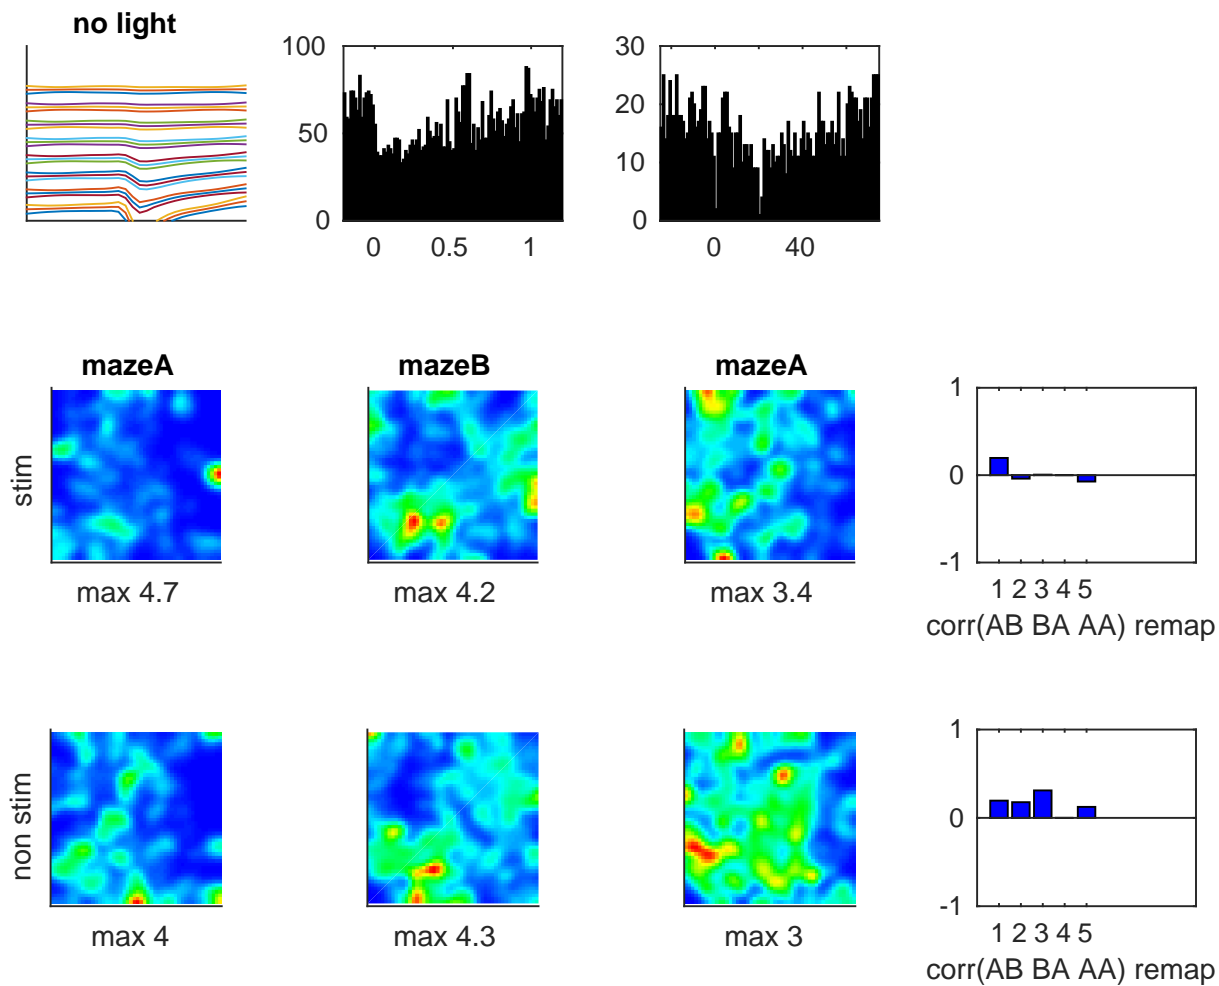 no light
100
50
0
0
0.5
1
30
20
10
0
0
40
mazeA
mazeB
mazeA
stim
max 4.7
max 4.2
max 3.4
1
0
-1
1 2 3 4 5
corr(AB BA AA) remap
non stim
max 4
max 4.3
max 3
1
0
-1
1 2 3 4 5
corr(AB BA AA) remap